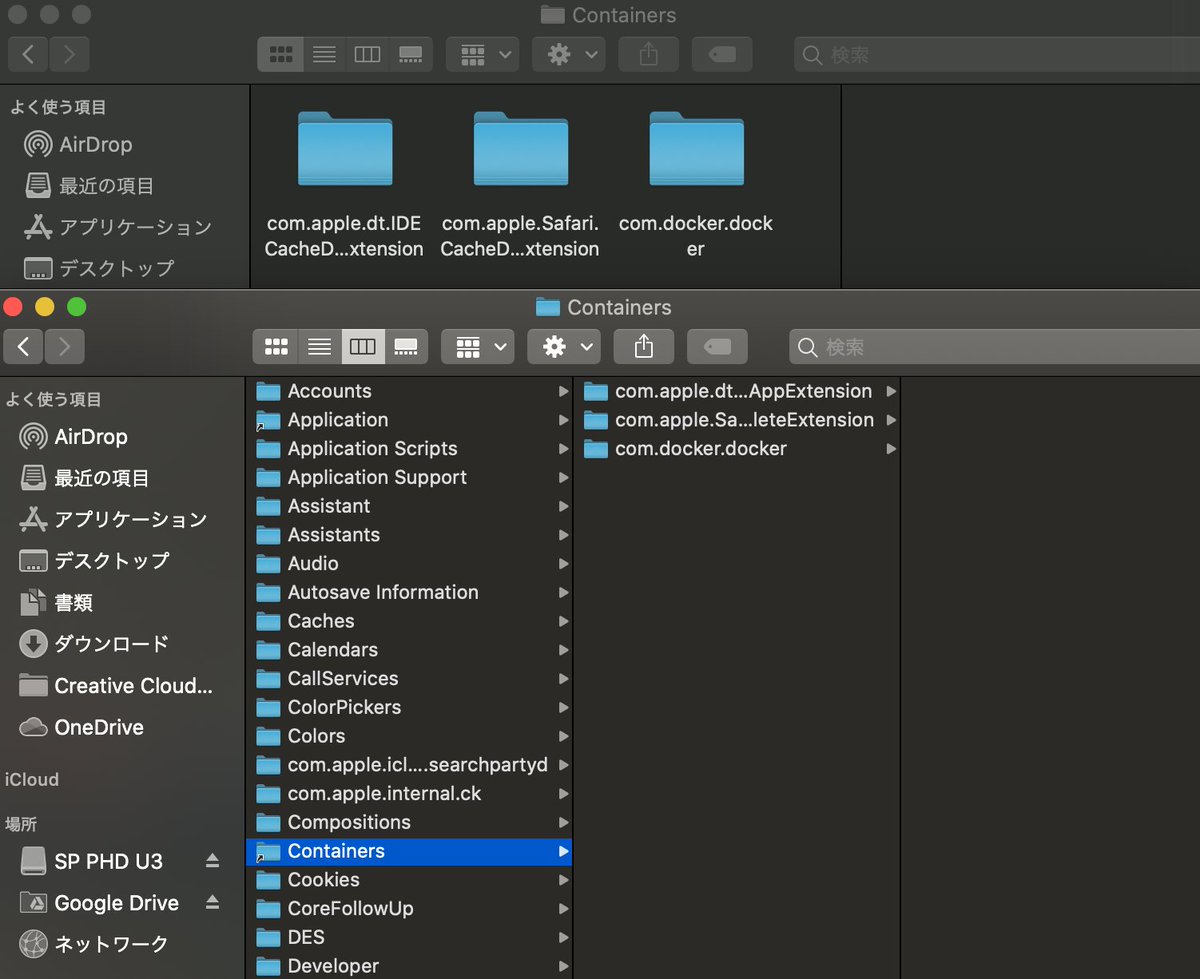 Containers
検索
よく使う項目
AirDrop
最近の項目
アプリケーション
デスクトップ
com.apple.dt.IDE
CacheD...xtension
com.apple.Safari.
CacheD...xtension
com.docker.dock
er
Containers
検索
よく使う項目
AirDrop
最近の項目
アプリケーション
デスクトップ
書類
ダウンロード
Creative Cloud...
OneDrive
iCloud
場所
SP PHD U3
Google Drive
ネットワーク
Accounts
Application
Application Scripts
Application Support
Assistant
Assistants
Audio
Autosave Information
Caches
Calendars
CallServices
ColorPickers
Colors
com.apple.icl....searchpartyd
com.apple.internal.ck
Compositions
Containers
Cookies
CoreFollowUp
DES
Developer
com.apple.dt...AppExtension
com.apple.Sa...leteExtension
com.docker.docker